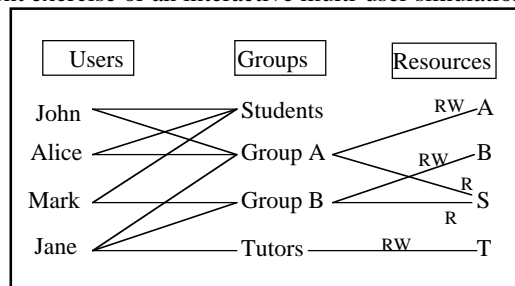 Users Groups Resources
John Students RW A
Alice Group A RW B
Mark Group B R S
R
Jane Tutors RW T